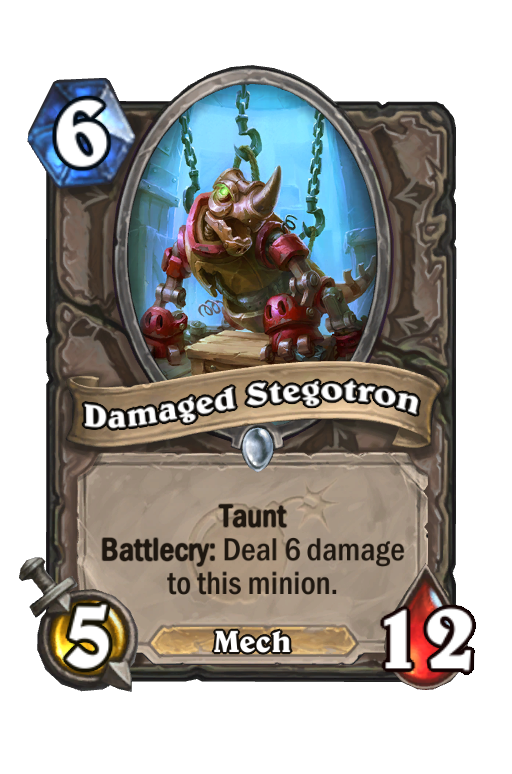 6
Damaged Stegotron
Taunt
Battlecry: Deal 6 damage
to this minion.
5
Mech
12